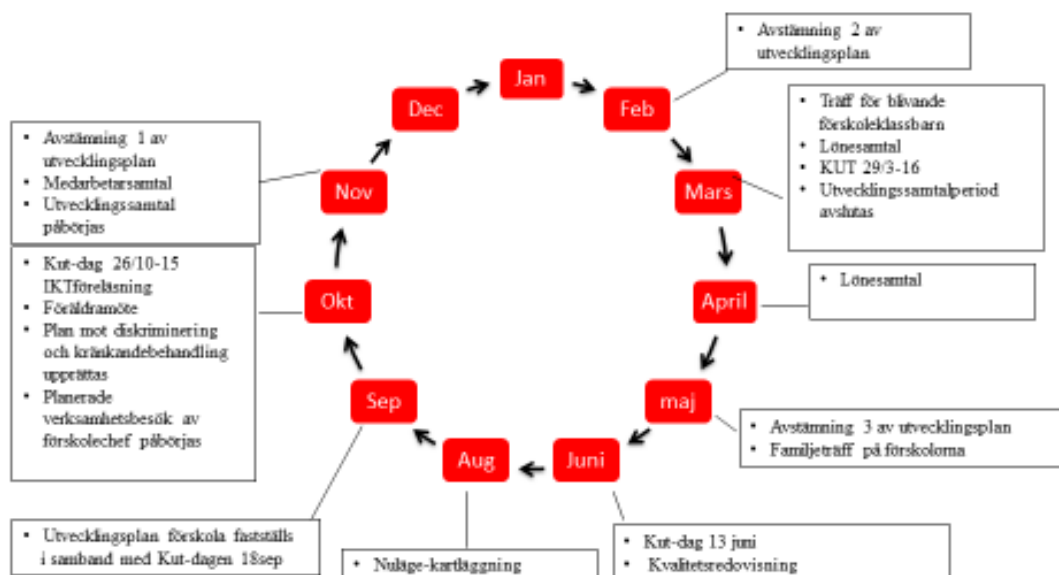 Jan
Feb
• Avstämning 2 av
utvecklingsplan
Mars
• Träff för blivande
förskoleklassbarn
• Lönesamtal
• KUT 29/3-16
• Utvecklingssamtalperiod
avslutas
April
• Lönesamtal
maj
• Avstämning 3 av utvecklingsplan
• Familjeträff på förskolorna
Juni
• Kut-dag 13 juni
• Kvalitetsredovisning
Aug
• Nuläge-kartläggning
Sep
• Utvecklingsplan förskola fastställs
i samband med Kut-dagen 18sep
Okt
• Kut-dag 26/10-15
IKTföreläsning
• Föräldramöte
• Plan mot diskriminering
och kränkandebehandling
upprättas
• Planerade
verksamhetsbesök av
förskolechef påbörjas
Nov
• Avstämning 1 av
utvecklingsplan
• Medarbetarsamtal
• Utvecklingssamtal
påbörjas
Dec